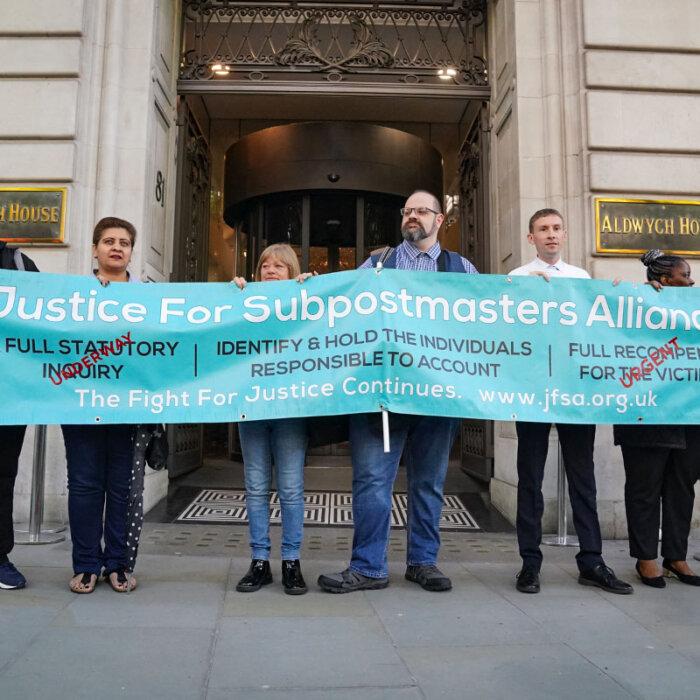 81
H HOUSE
ALDWYCH HO
Justice For Subpostmasters Allianc
FULL STATUTORY
INQUIRY
UNDERWAY
IDENTIFY & HOLD THE INDIVIDUALS
RESPONSIBLE TO ACCOUNT
FULL RECOMPE
FOR THE VICTI
URGENT
The Fight For Justice Continues. www.jfsa.org.uk